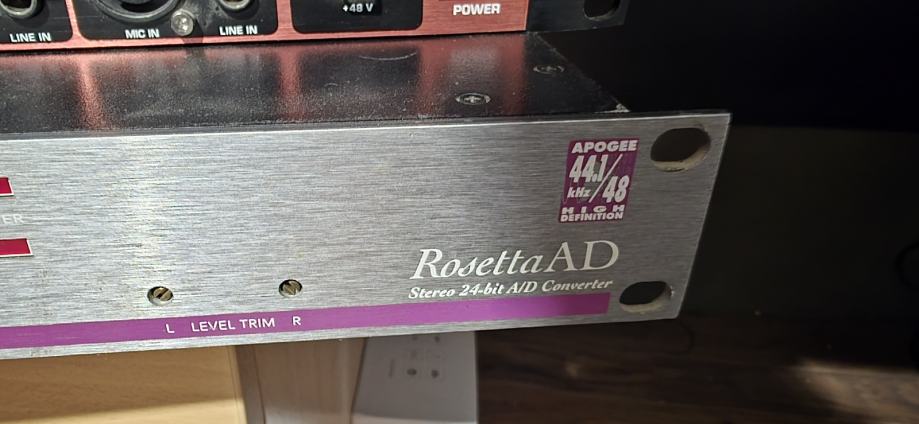 LINE IN
MIC IN
LINE IN
+48 V
POWER
APOGEE
44.1/
kHz/48
HIGH
DEFINITION
RosettaAD
Stereo 24-bit A/D Converter
L LEVEL TRIM R